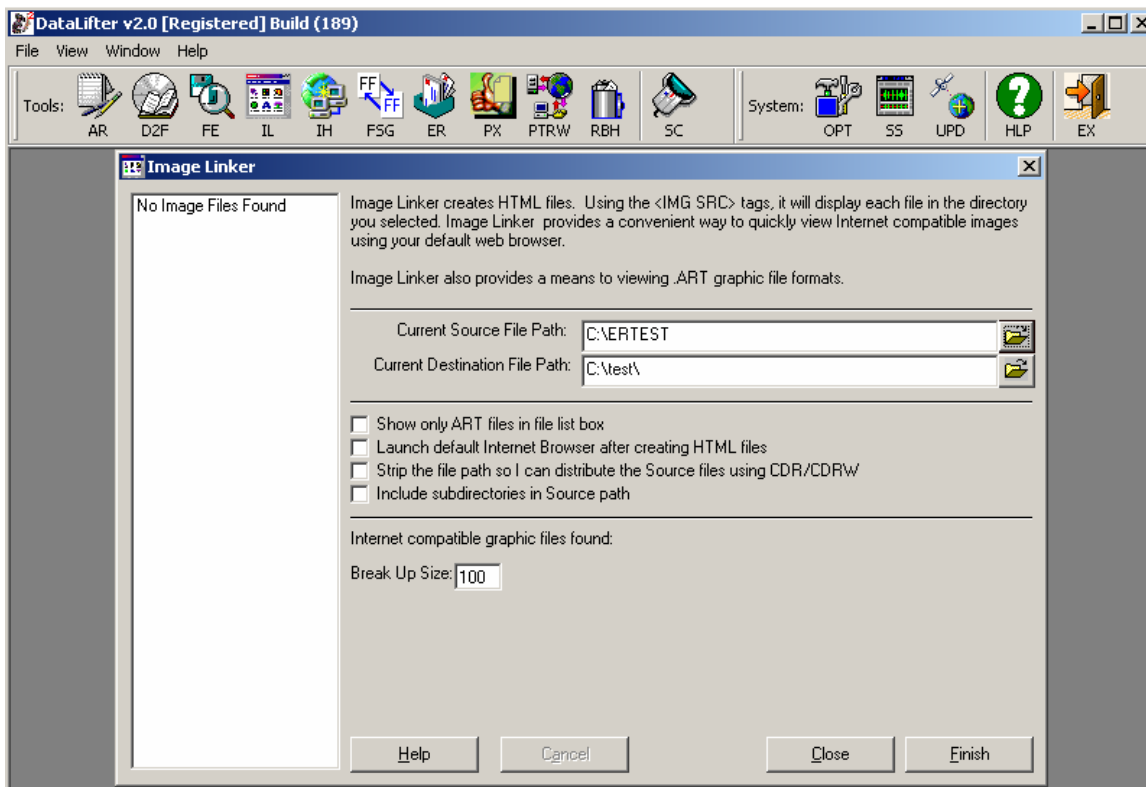 DataLifter v2.0 [Registered] Build (189)
File View Window Help
Tools: AR D2F FE IL IH FSG ER PX PTRW RBH SC System: OPT SS UPD HLP EX
FF
FF
Image Linker
No Image Files Found
Image Linker creates HTML files. Using the <IMG SRC> tags, it will display each file in the directory
you selected. Image Linker provides a convenient way to quickly view Internet compatible images
using your default web browser.
Image Linker also provides a means to viewing .ART graphic file formats.
Current Source File Path: C:\ERTEST
Current Destination File Path: C:\test\
Show only ART files in file list box
Launch default Internet Browser after creating HTML files
Strip the file path so I can distribute the Source files using CDR/CDRW
Include subdirectories in Source path
Internet compatible graphic files found:
Break Up Size: 100
Help Cancel Close Finish